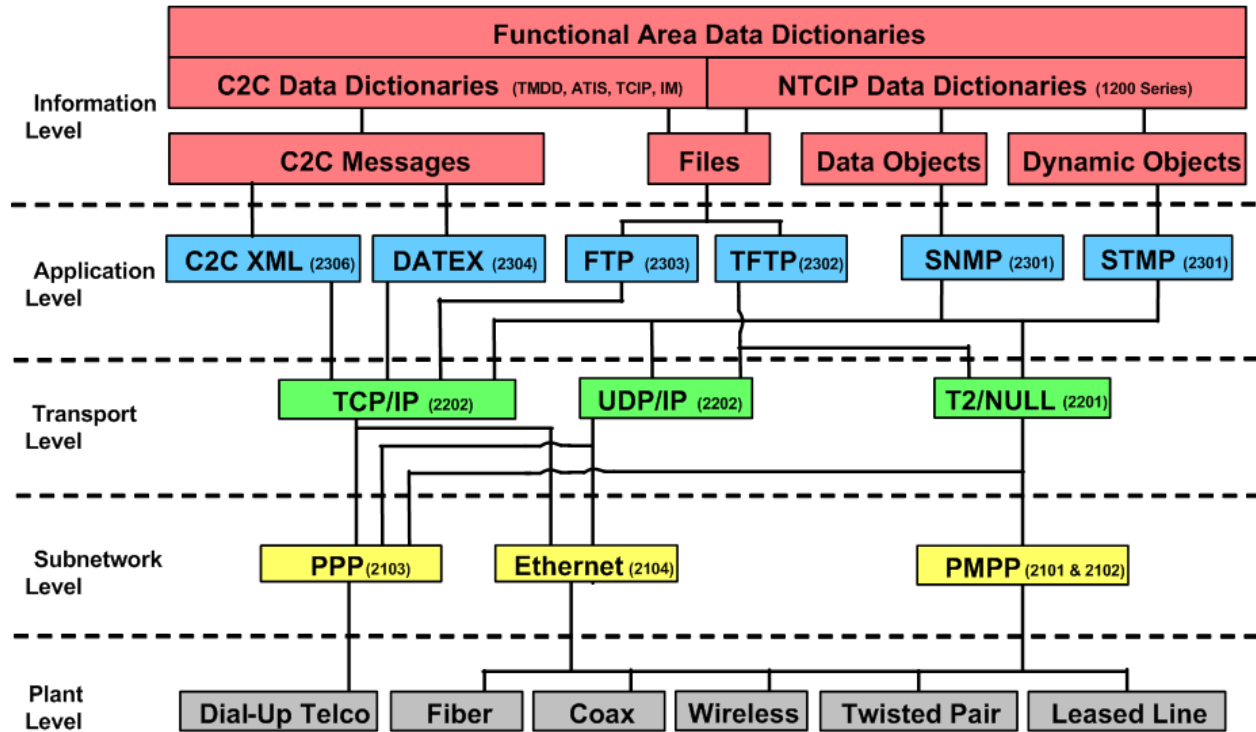 Functional Area Data Dictionaries
C2C Data Dictionaries (TMDD, ATIS, TCIP, IM)
NTCIP Data Dictionaries (1200 Series)
Information
Level
C2C Messages
Files
Data Objects
Dynamic Objects
Application
Level
C2C XML (2306)
DATEX (2304)
FTP (2303)
TFTP(2302)
SNMP (2301)
STMP (2301)
Transport
Level
TCP/IP (2202)
UDP/IP (2202)
T2/NULL (2201)
Subnetwork
Level
PPP(2103)
Ethernet (2104)
PMPP (2101 & 2102)
Plant
Level
Dial-Up Telco
Fiber
Coax
Wireless
Twisted Pair
Leased Line